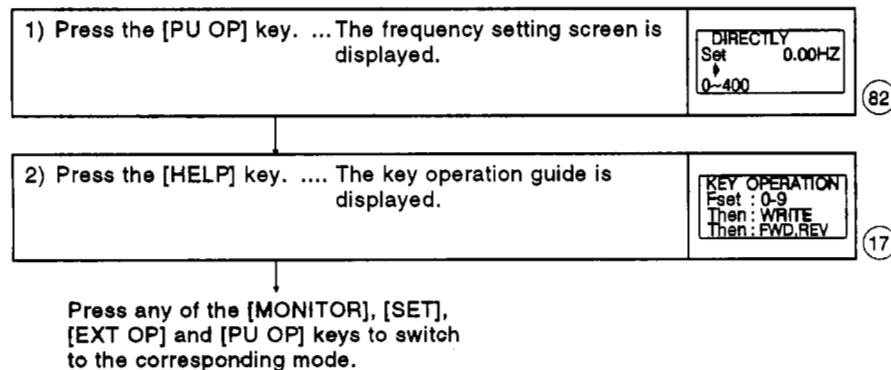 1) Press the [PU OP] key. ... The frequency setting screen is
displayed.
DIRECTLY
Set 0.00HZ
0~400
82
2) Press the [HELP] key. .... The key operation guide is
displayed.
KEY OPERATION
Fset : 0-9
Then : WRITE
Then : FWD.REV
17
Press any of the [MONITOR], [SET],
[EXT OP] and [PU OP] keys to switch
to the corresponding mode.